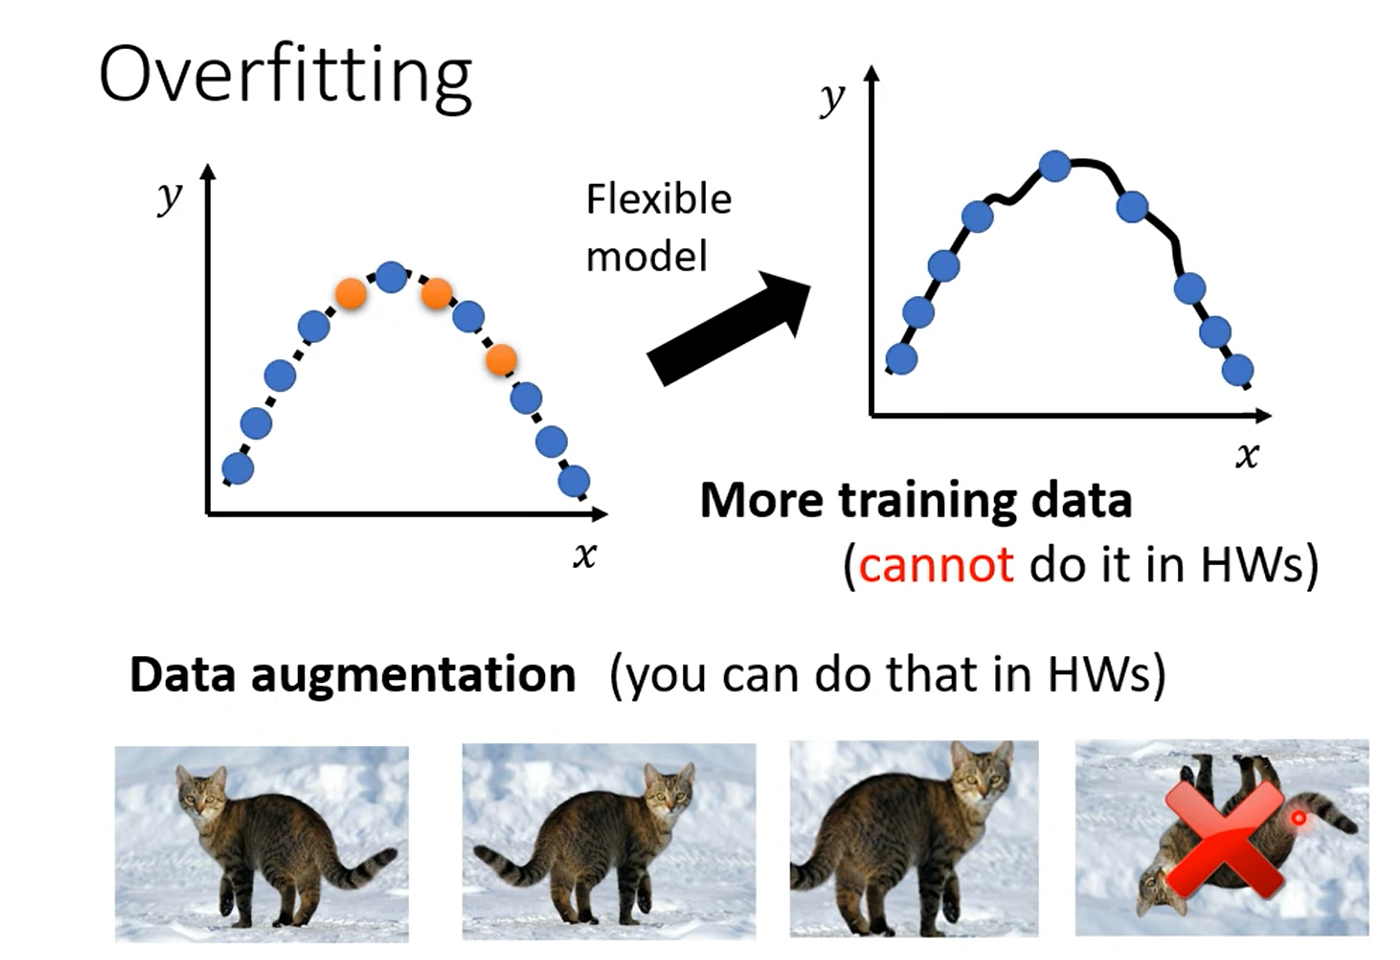 Overfitting
y
x
Flexible
model
y
x
More training data
(cannot do it in HWs)
Data augmentation (you can do that in HWs)